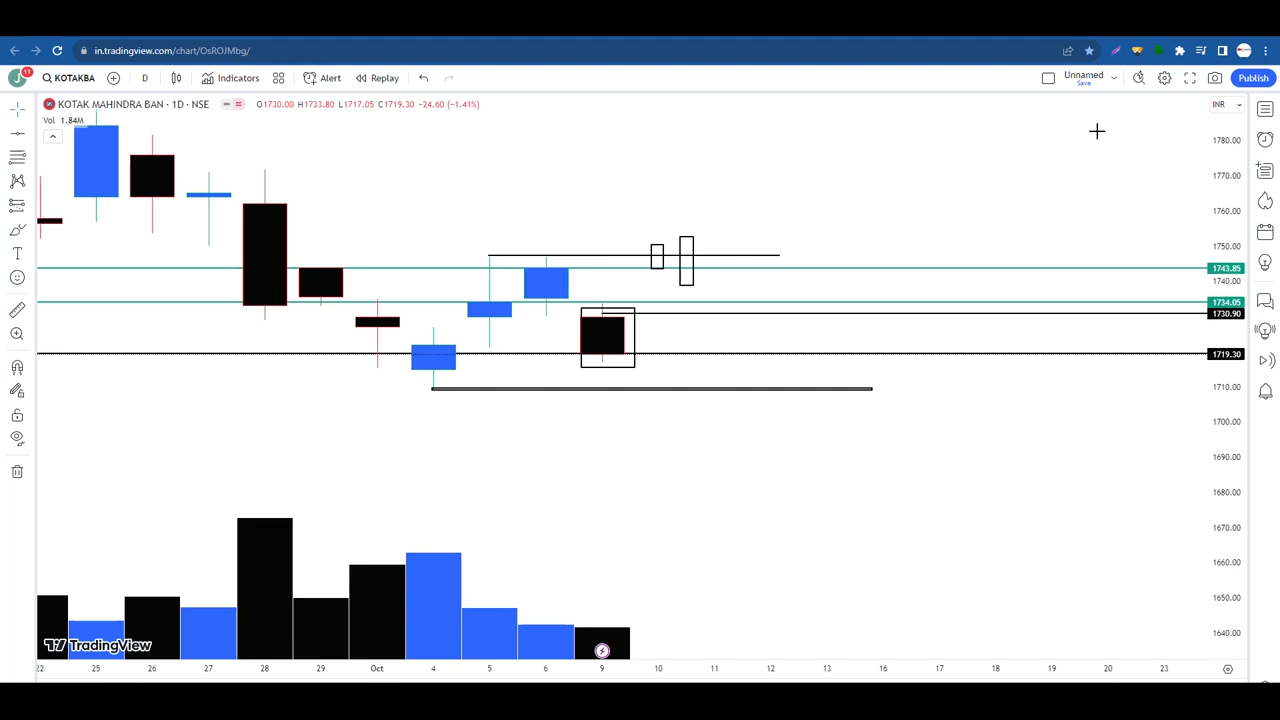 in.tradingview.com/chart/OsROJMbg/
J 11 KOTAKBA D Indicators Alert Replay Unnamed Save Publish
KOTAK MAHINDRA BAN · 1D · NSE O1730.00 H1733.80 L1717.05 C1719.30 −24.60 (−1.41%) INR
Vol 1.84M
1780.00
1770.00
1760.00
1750.00
1743.85
1740.00
1734.05
1730.90
1719.30
1710.00
1700.00
1690.00
1680.00
1670.00
1660.00
1650.00
1640.00
TradingView
22 25 26 27 28 29 Oct 4 5 6 9 10 11 12 13 16 17 18 19 20 23